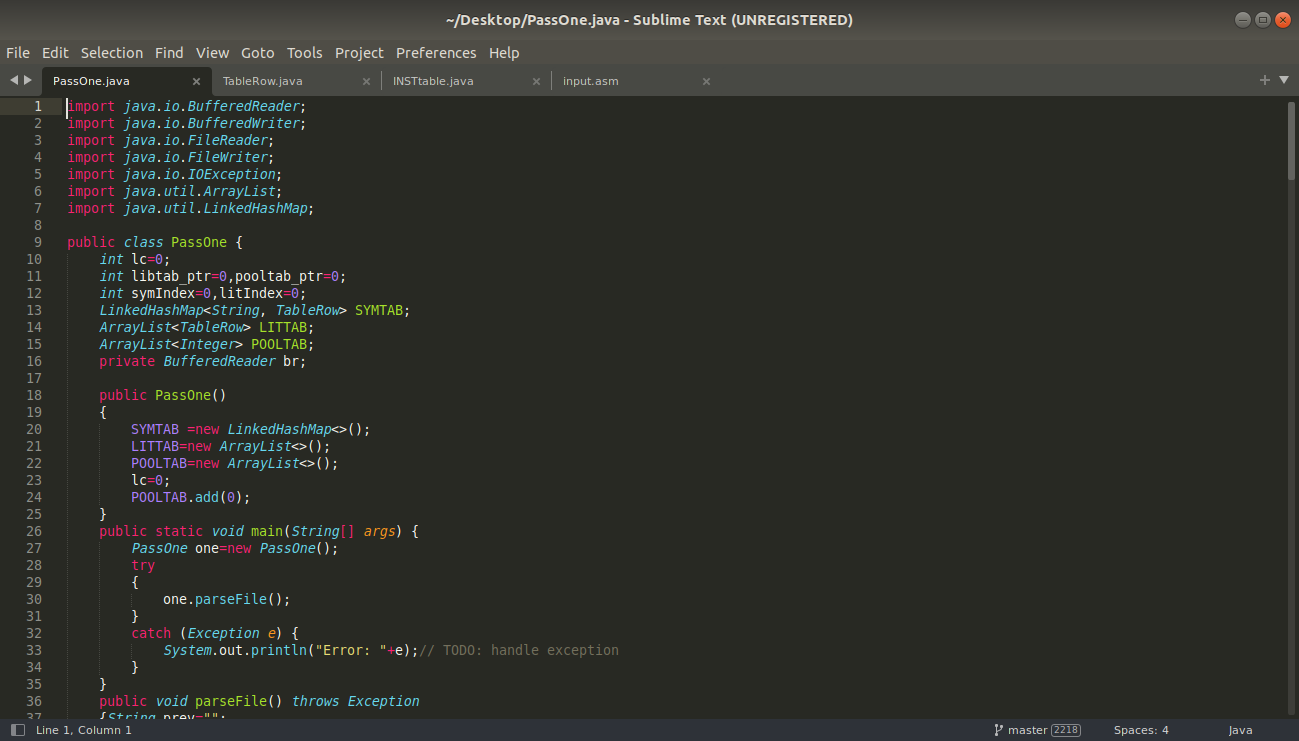 ~/Desktop/PassOne.java - Sublime Text (UNREGISTERED)
File Edit Selection Find View Goto Tools Project Preferences Help
PassOne.java TableRow.java INSTtable.java input.asm
1 import java.io.BufferedReader;
2 import java.io.BufferedWriter;
3 import java.io.FileReader;
4 import java.io.FileWriter;
5 import java.io.IOException;
6 import java.util.ArrayList;
7 import java.util.LinkedHashMap;
8
9 public class PassOne {
10     int lc=0;
11     int libtab_ptr=0,pooltab_ptr=0;
12     int symIndex=0,litIndex=0;
13     LinkedHashMap<String, TableRow> SYMTAB;
14     ArrayList<TableRow> LITTAB;
15     ArrayList<Integer> POOLTAB;
16     private BufferedReader br;
17
18     public PassOne()
19     {
20         SYMTAB =new LinkedHashMap<>();
21         LITTAB=new ArrayList<>();
22         POOLTAB=new ArrayList<>();
23         lc=0;
24         POOLTAB.add(0);
25     }
26     public static void main(String[] args) {
27         PassOne one=new PassOne();
28         try
29         {
30             one.parseFile();
31         }
32         catch (Exception e) {
33             System.out.println("Error: "+e);// TODO: handle exception
34         }
35     }
36     public void parseFile() throws Exception
37     {String prev="";
Line 1, Column 1 master 2218 Spaces: 4 Java